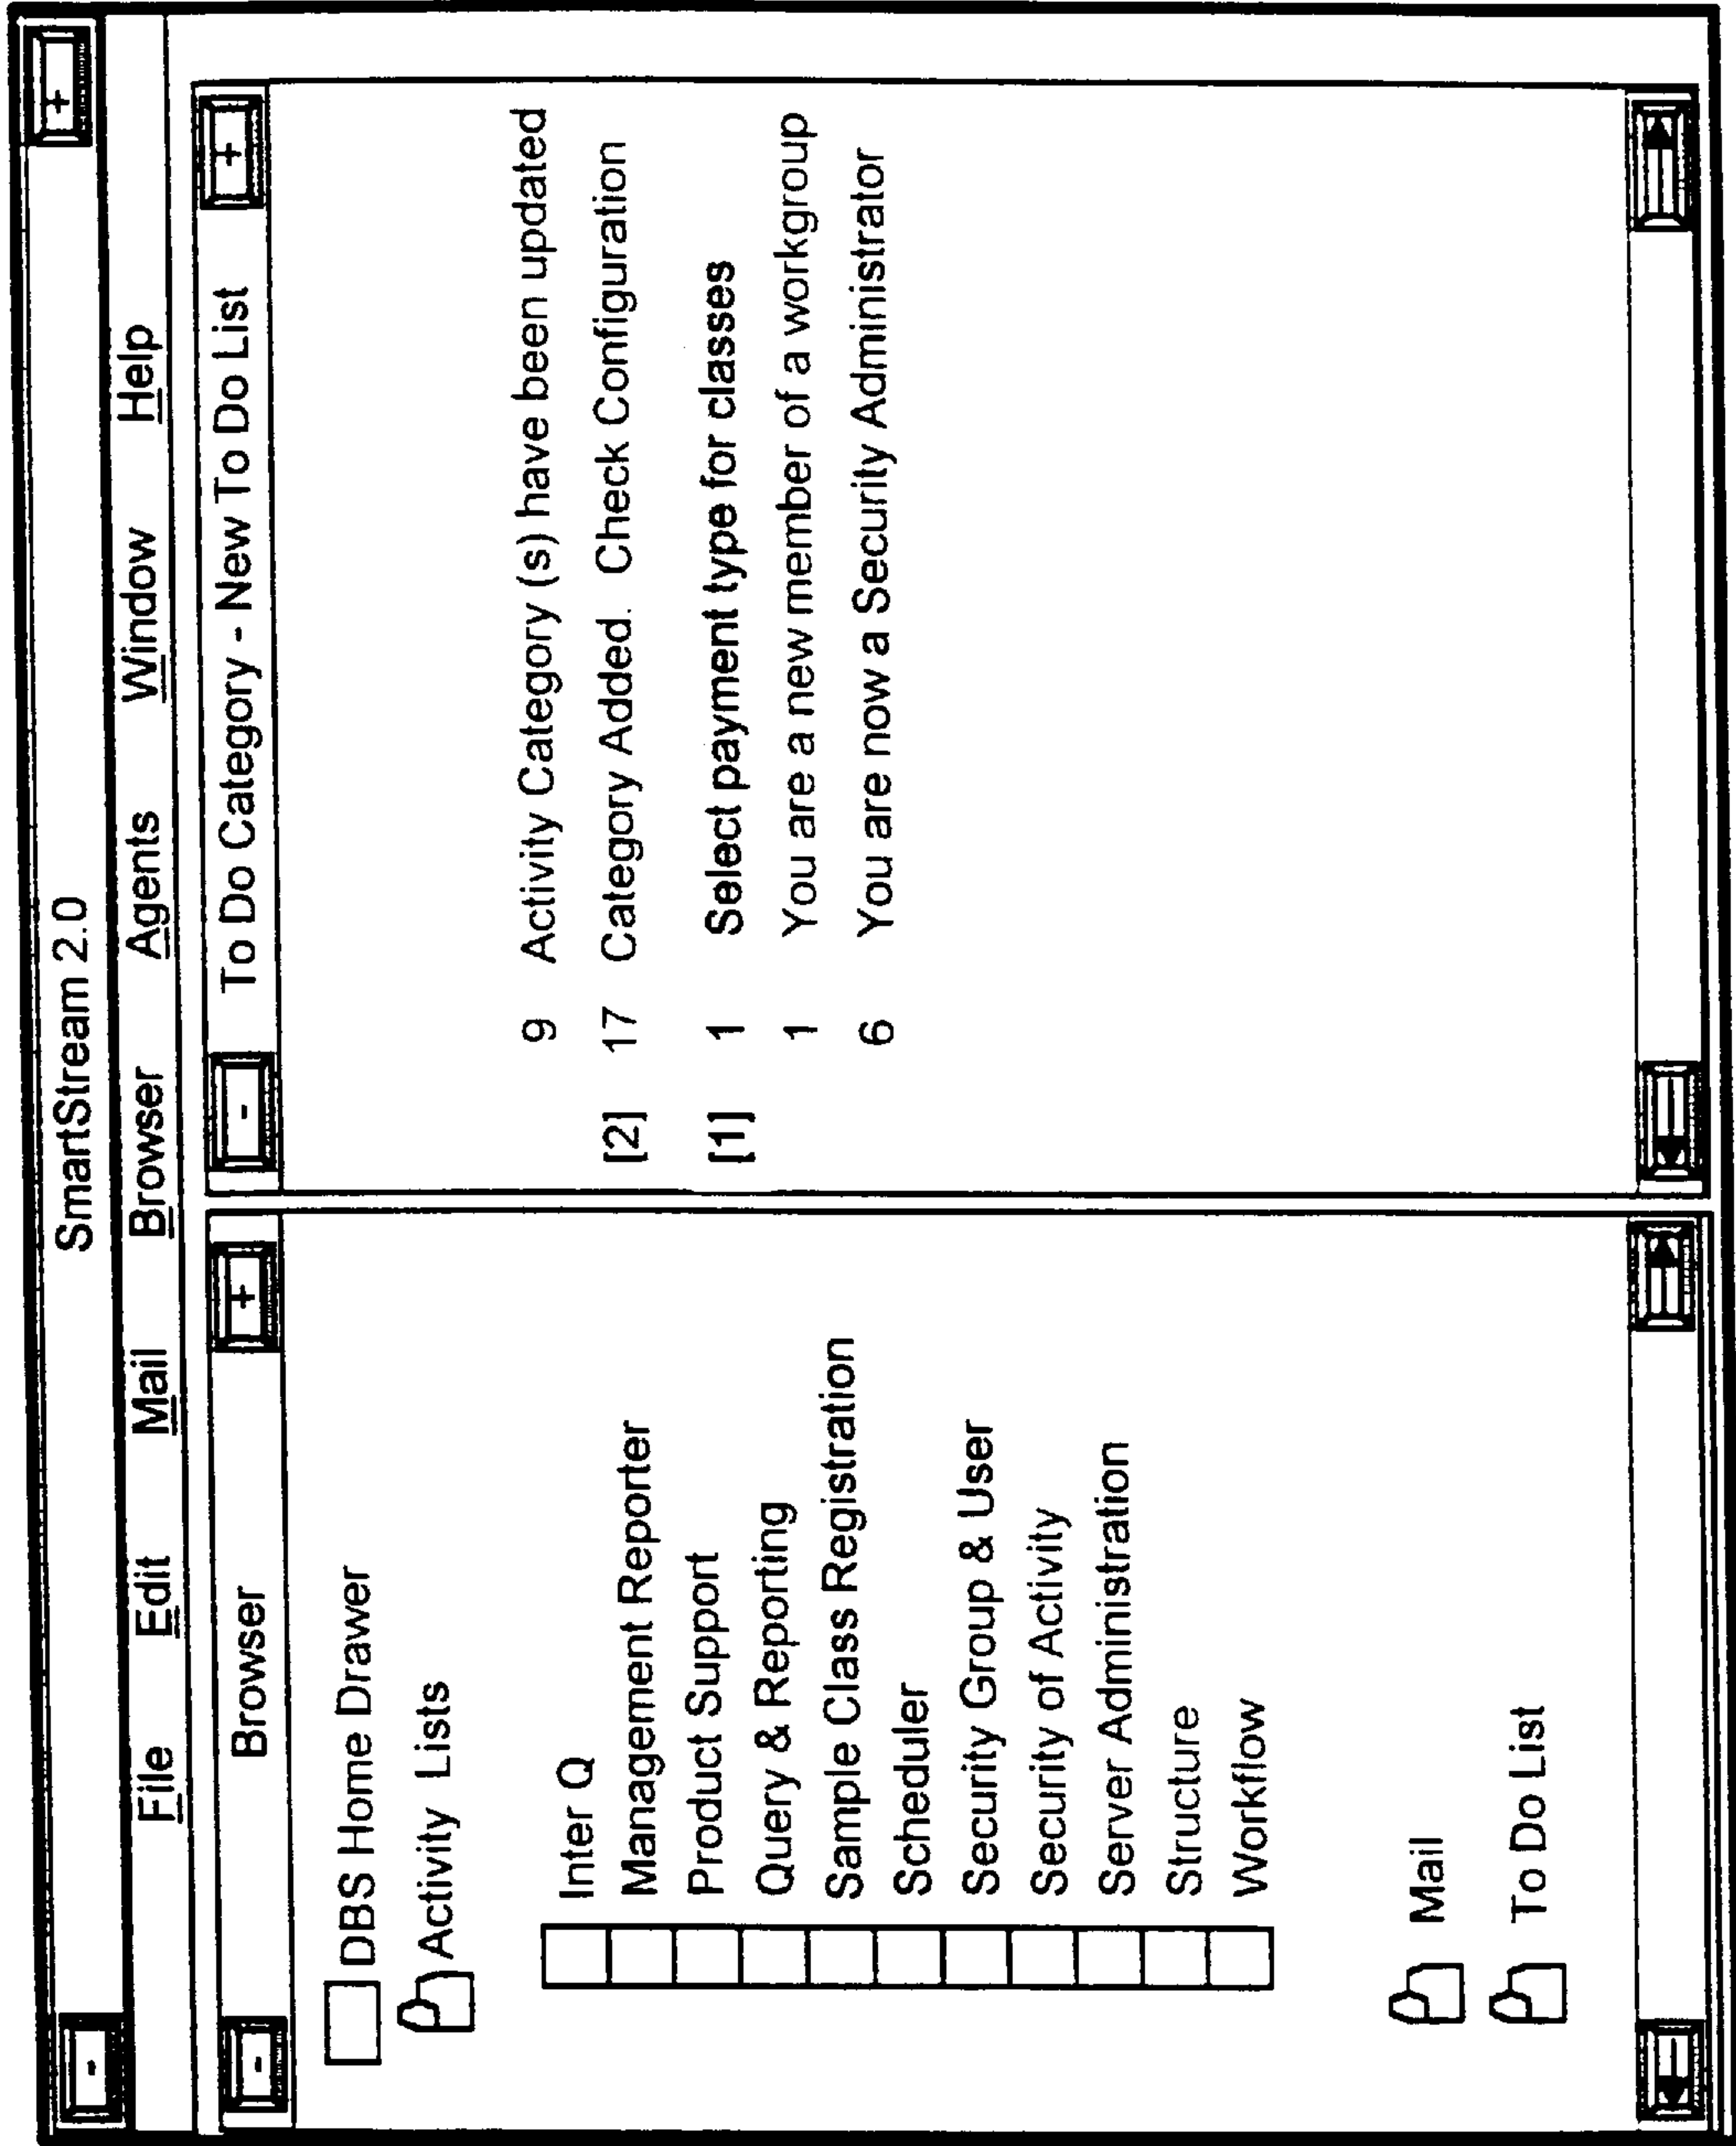 SmartStream 2.0
- +
File Edit Mail Browser Agents Window Help
- Browser +
DBS Home Drawer
Activity Lists
Inter Q
Management Reporter
Product Support
Query & Reporting
Sample Class Registration
Scheduler
Security Group & User
Security of Activity
Server Administration
Structure
Workflow
Mail
To Do List
- To Do Category - New To Do List +
9 Activity Category (s) have been updated
[2] 17 Category Added. Check Configuration
[1] 1 Select payment type for classes
1 You are a new member of a workgroup
6 You are now a Security Administrator